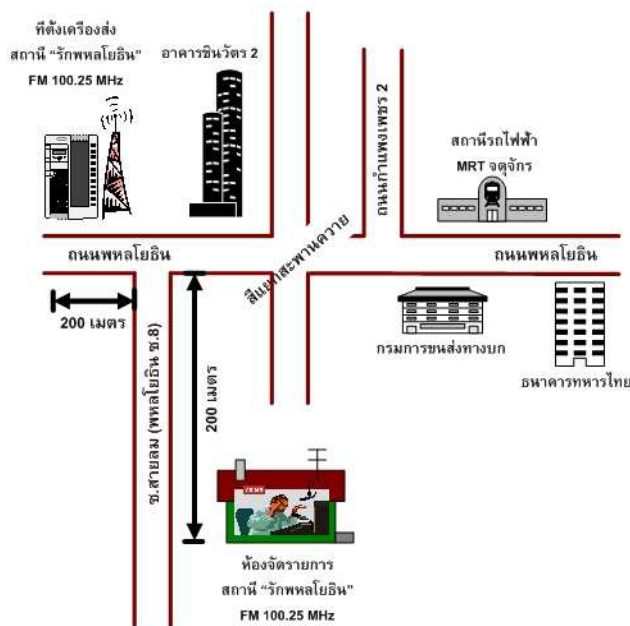 ที่ตั้งเครื่องส่ง
สถานี "รักพหลโยธิน"
FM 100.25 MHz
อาคารชินวัตร 2
ถนนกำแพงเพชร 2
สถานีรถไฟฟ้า
MRT จตุจักร
ถนนพหลโยธิน
สี่แยกสะพานควาย
ถนนพหลโยธิน
200 เมตร
ซ.สายลม (พหลโยธิน ซ.8)
200 เมตร
กรมการขนส่งทางบก
ธนาคารทหารไทย
ห้องจัดรายการ
สถานี "รักพหลโยธิน"
FM 100.25 MHz